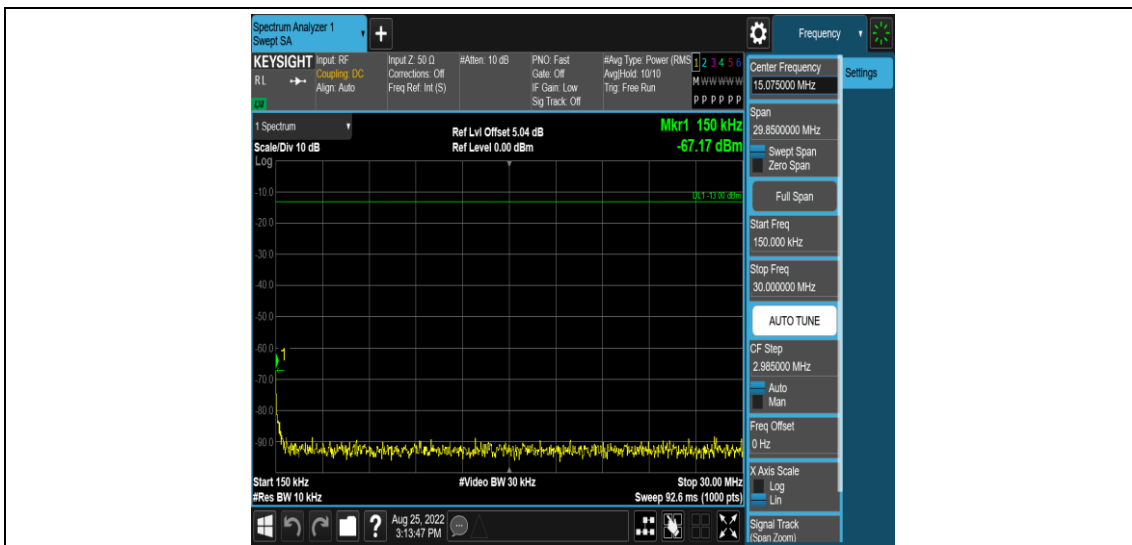 Spectrum Analyzer 1
Swept SA
+
Frequency
KEYSIGHT
RL
Input: RF
Coupling: DC
Align: Auto
Input Z: 50 Ω
Corrections: Off
Freq Ref: Int (S)
#Atten: 10 dB
PNO: Fast
Gate: Off
IF Gain: Low
Sig Track: Off
#Avg Type: Power (RMS
Avg|Hold: 10/10
Trig: Free Run
1 2 3 4 5 6
M W W W W W
P P P P P P
1 Spectrum
Scale/Div 10 dB
Log
Ref Lvl Offset 5.04 dB
Ref Level 0.00 dBm
Mkr1 150 kHz
-67.17 dBm
DL1 -13.00 dBm
-10.0
-20.0
-30.0
-40.0
-50.0
-60.0
1
-70.0
-80.0
-90.0
Start 150 kHz
#Res BW 10 kHz
#Video BW 30 kHz
Stop 30.00 MHz
Sweep 92.6 ms (1000 pts)
Center Frequency
15.075000 MHz
Settings
Span
29.8500000 MHz
Swept Span
Zero Span
Full Span
Start Freq
150.000 kHz
Stop Freq
30.000000 MHz
AUTO TUNE
CF Step
2.985000 MHz
Auto
Man
Freq Offset
0 Hz
X Axis Scale
Log
Lin
Signal Track
(Span Zoom)
?
Aug 25, 2022
3:13:47 PM